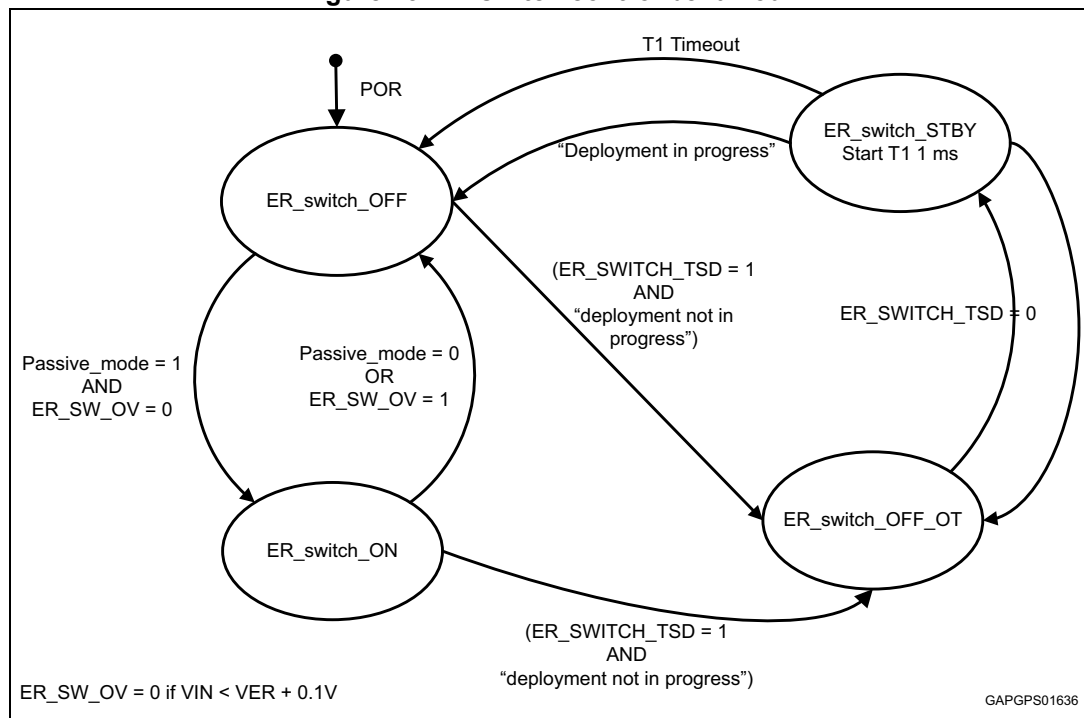 T1 Timeout
POR
ER_switch_STBY
Start T1 1 ms
“Deployment in progress”
ER_switch_OFF
(ER_SWITCH_TSD = 1
AND
“deployment not in
progress”)
ER_SWITCH_TSD = 0
Passive_mode = 1
AND
ER_SW_OV = 0
Passive_mode = 0
OR
ER_SW_OV = 1
ER_switch_OFF_OT
ER_switch_ON
(ER_SWITCH_TSD = 1
AND
“deployment not in progress”)
ER_SW_OV = 0 if VIN < VER + 0.1V
GAPGPS01636